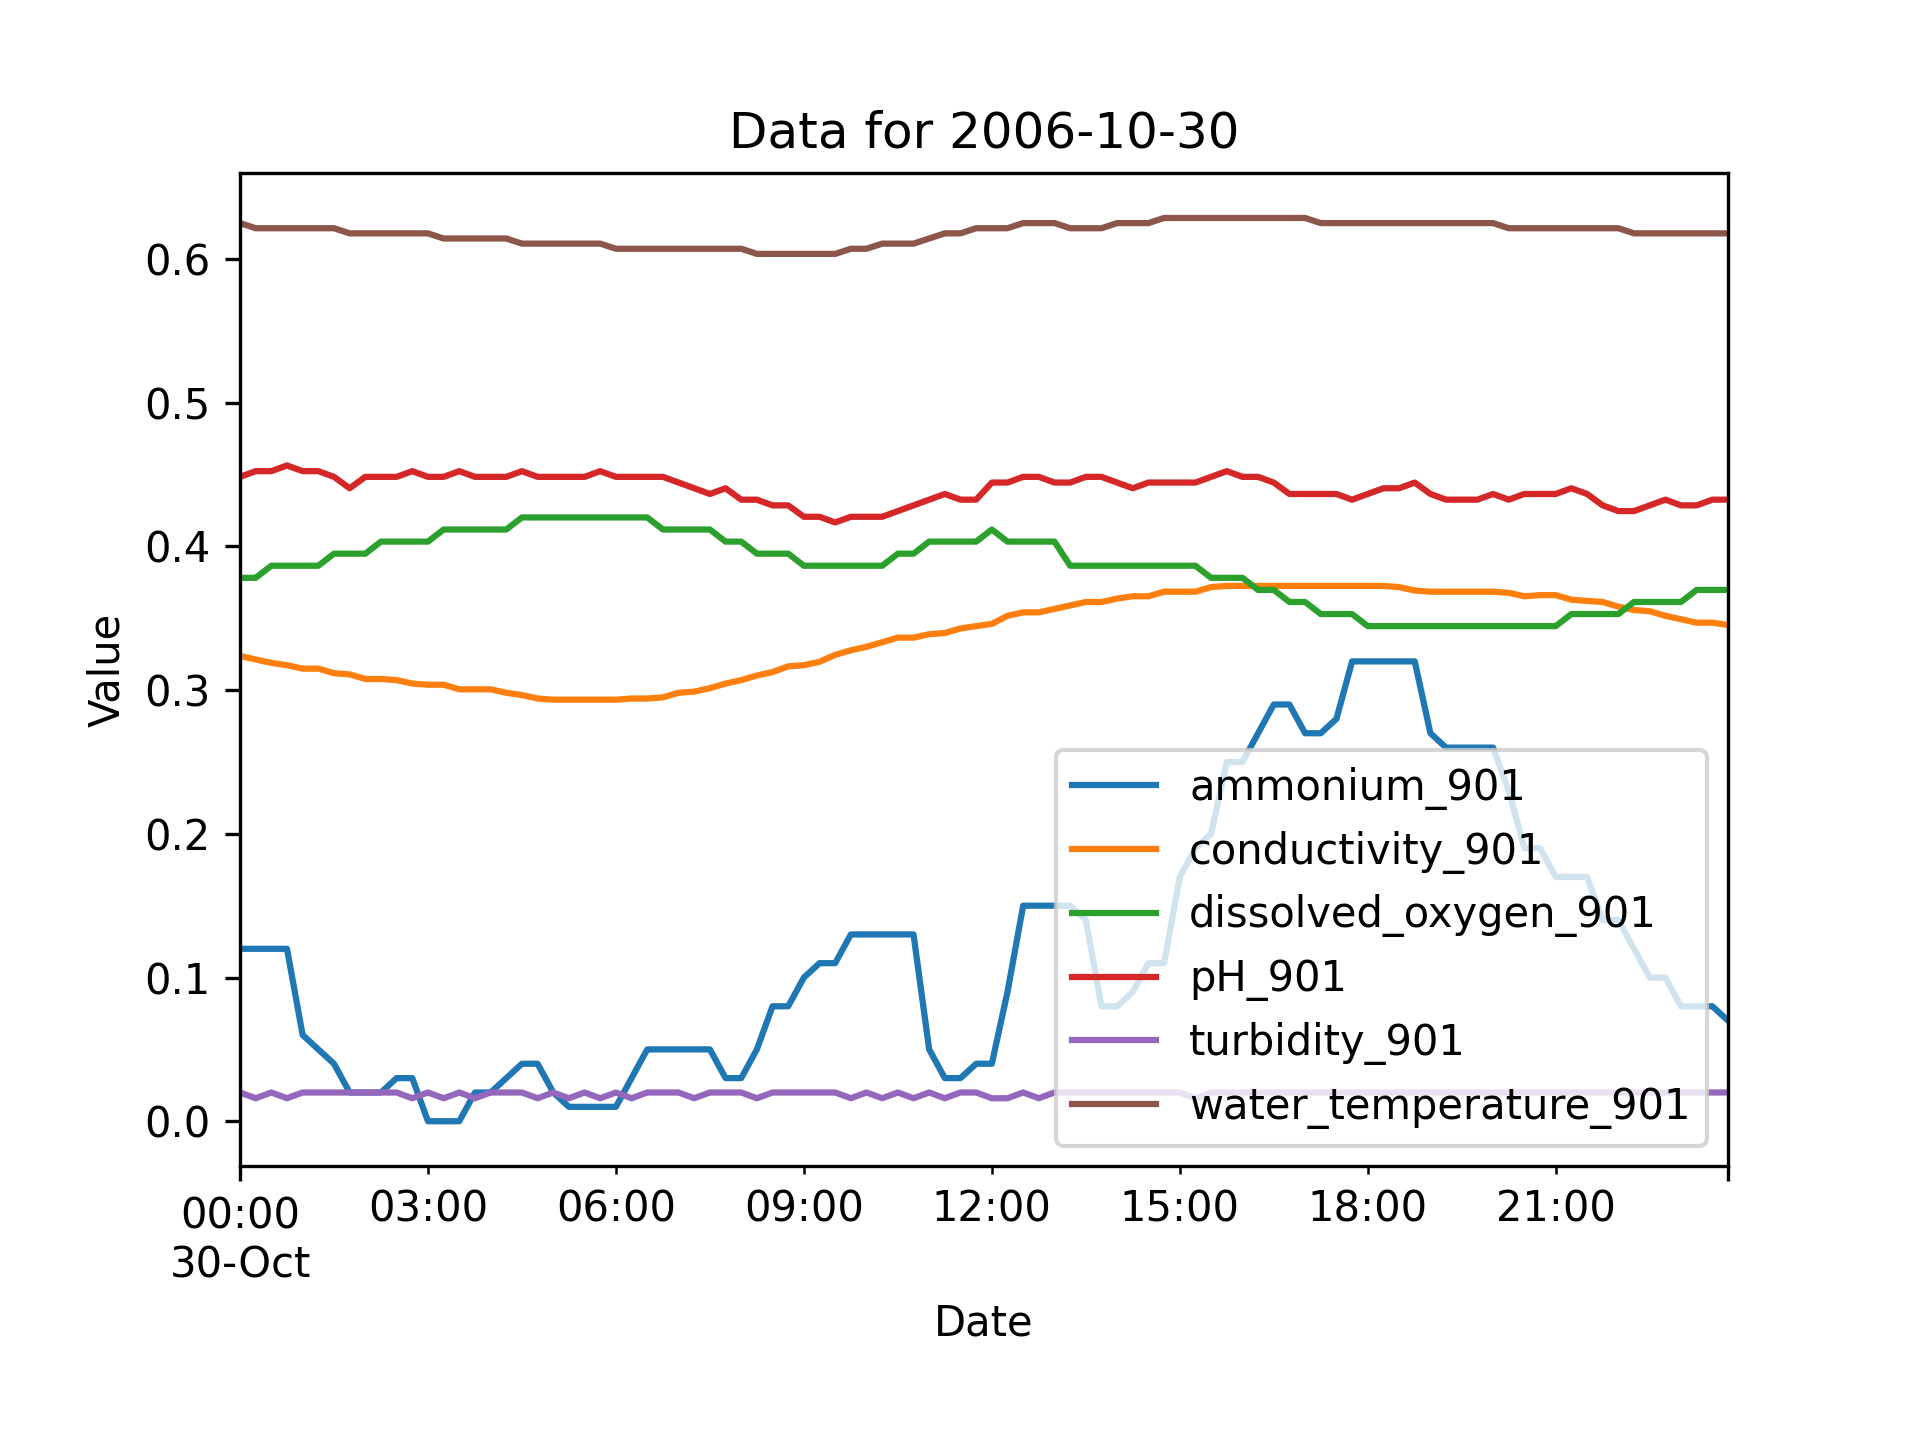 Data for 2006-10-30
Value
0.6
0.5
0.4
0.3
0.2
0.1
0.0
ammonium_901
conductivity_901
dissolved_oxygen_901
pH_901
turbidity_901
water_temperature_901
00:00 03:00 06:00 09:00 12:00 15:00 18:00 21:00
30-Oct
Date